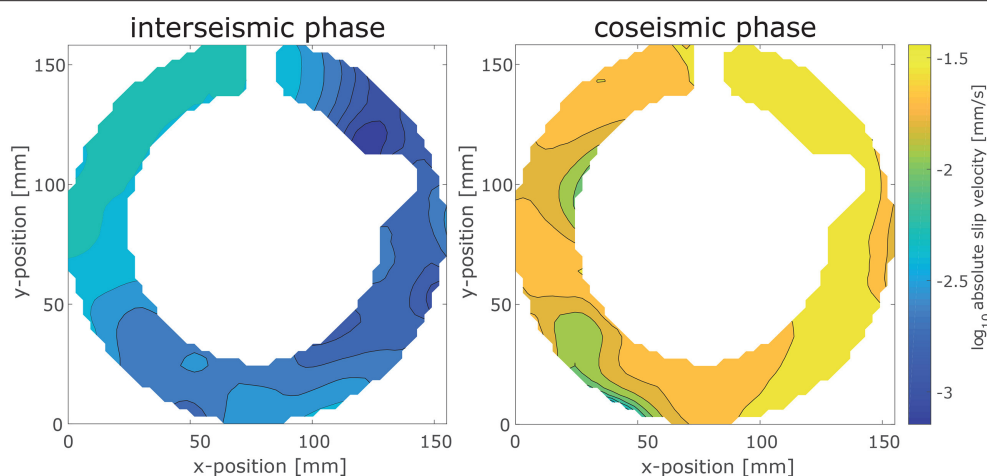 interseismic phase
coseismic phase
150
100
50
0
y-position [mm]
0
50
100
150
x-position [mm]
150
100
50
0
y-position [mm]
0
50
100
150
x-position [mm]
-1.5
-2
-2.5
-3
log₁₀ absolute slip velocity [mm/s]